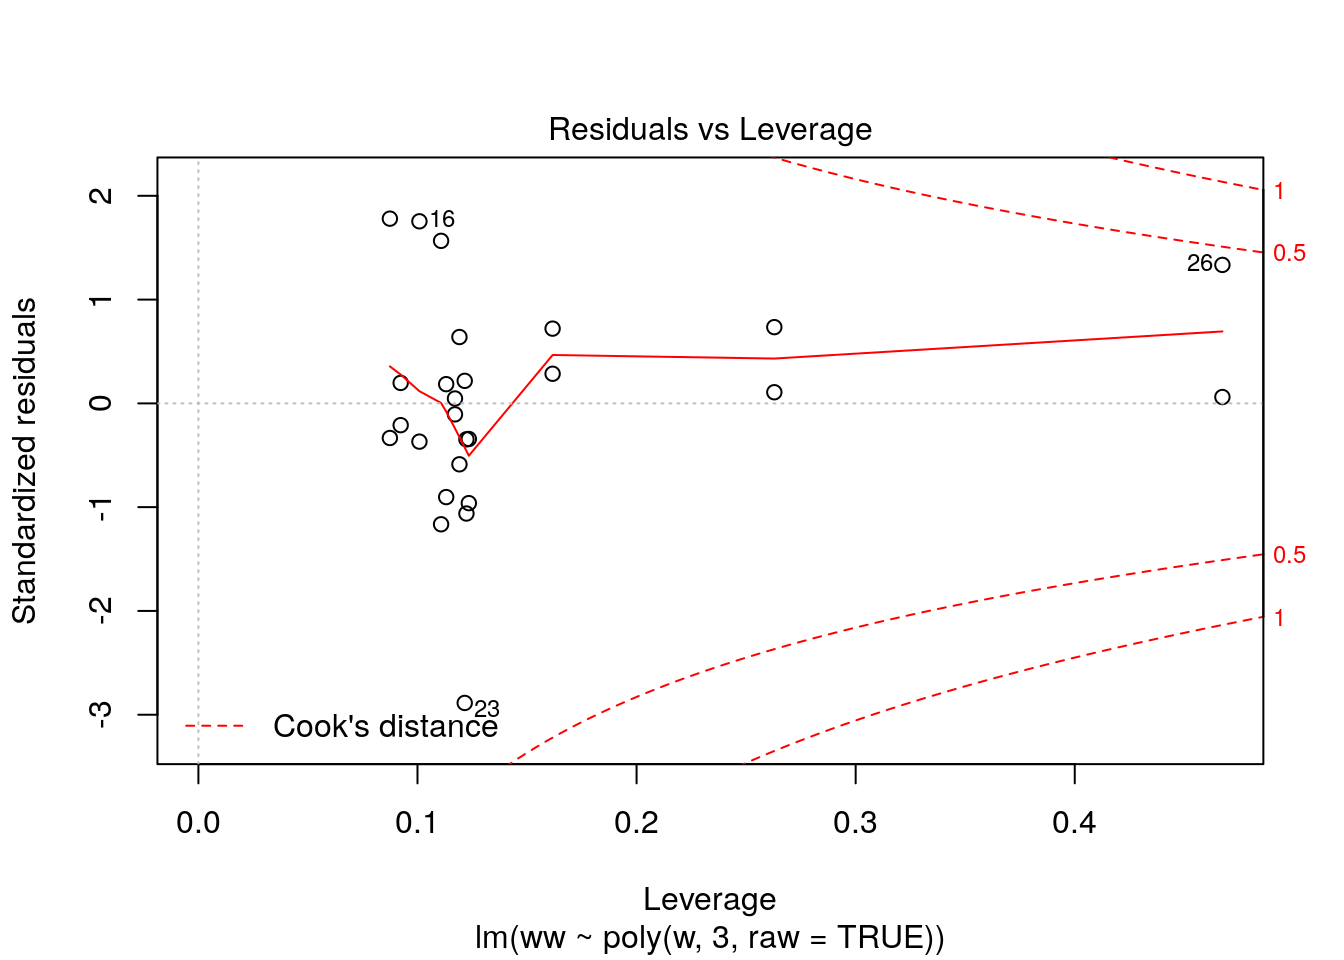 Residuals vs Leverage
Standardized residuals
2
1
0
-1
-2
-3
16
26
23
1
0.5
0.5
1
Cook's distance
0.0 0.1 0.2 0.3 0.4
Leverage
lm(ww ~ poly(w, 3, raw = TRUE))